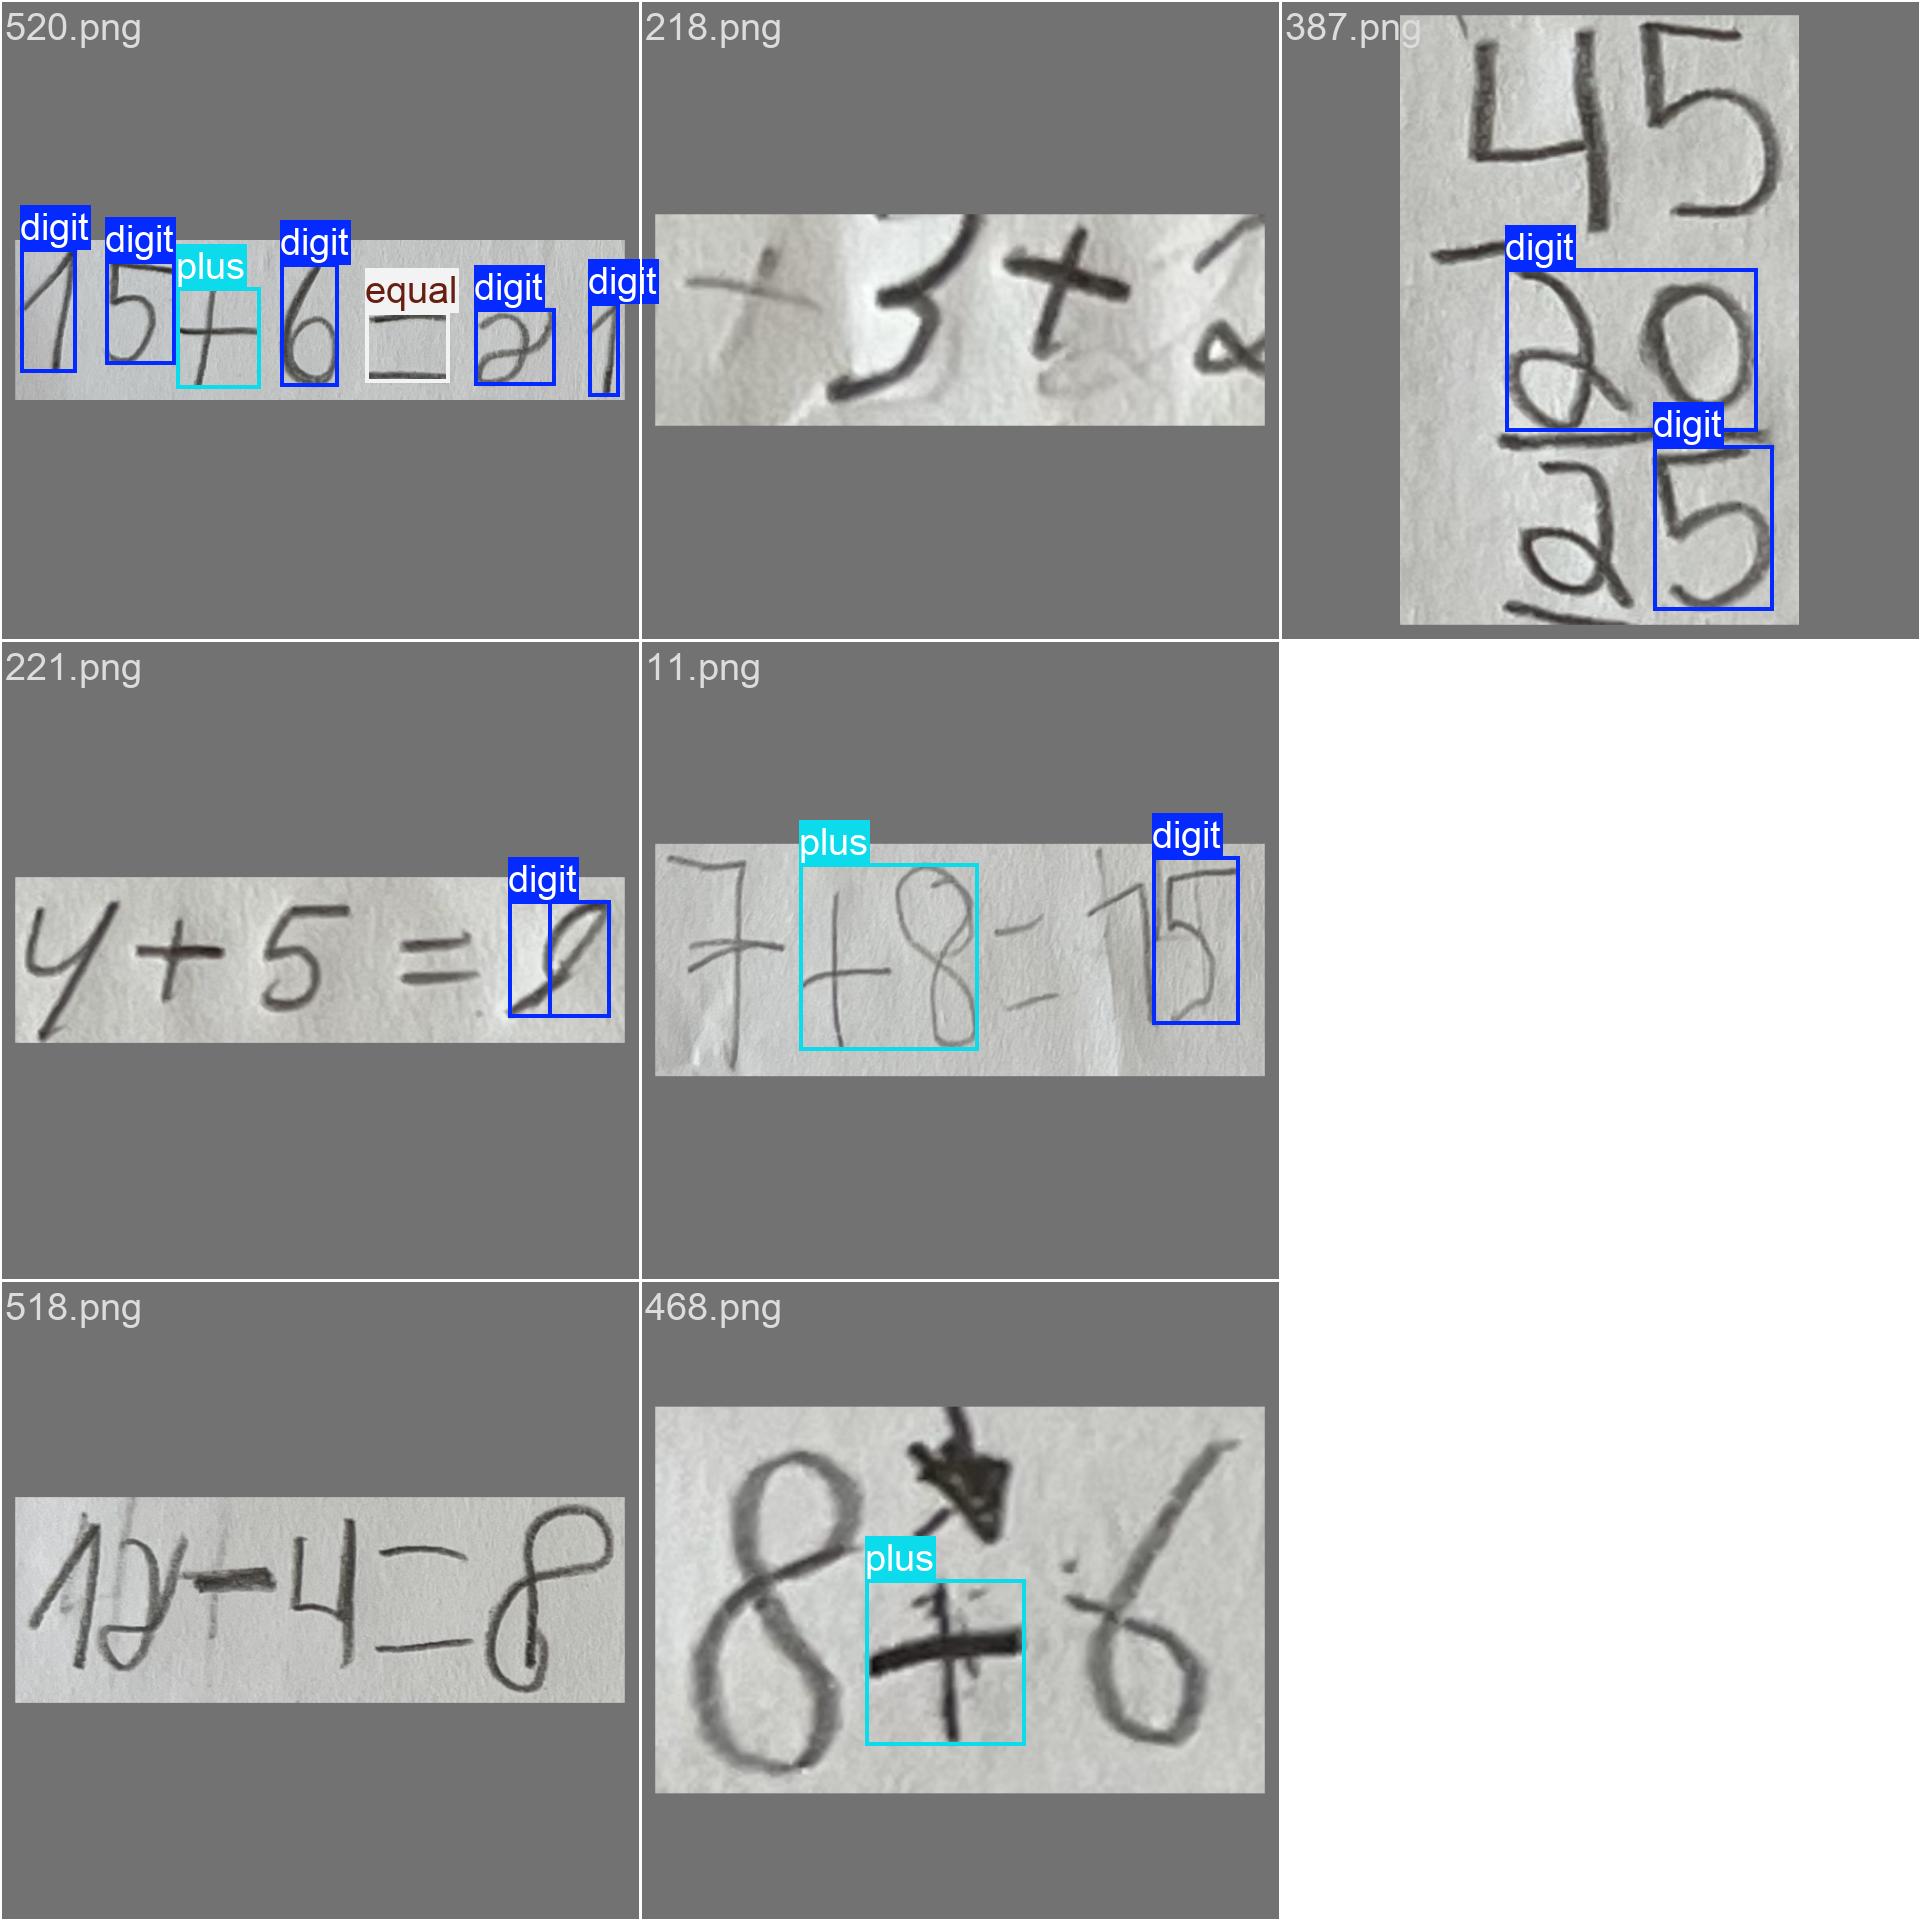 520.png
218.png
387.png
digit
digit
plus
digit
equal
digit
digit
15+6=21
+ 3+2
45
digit
-20
digit
25
221.png
11.png
digit
y+5=9
plus
digit
7+8=15
518.png
468.png
12-4=8
plus
8+6